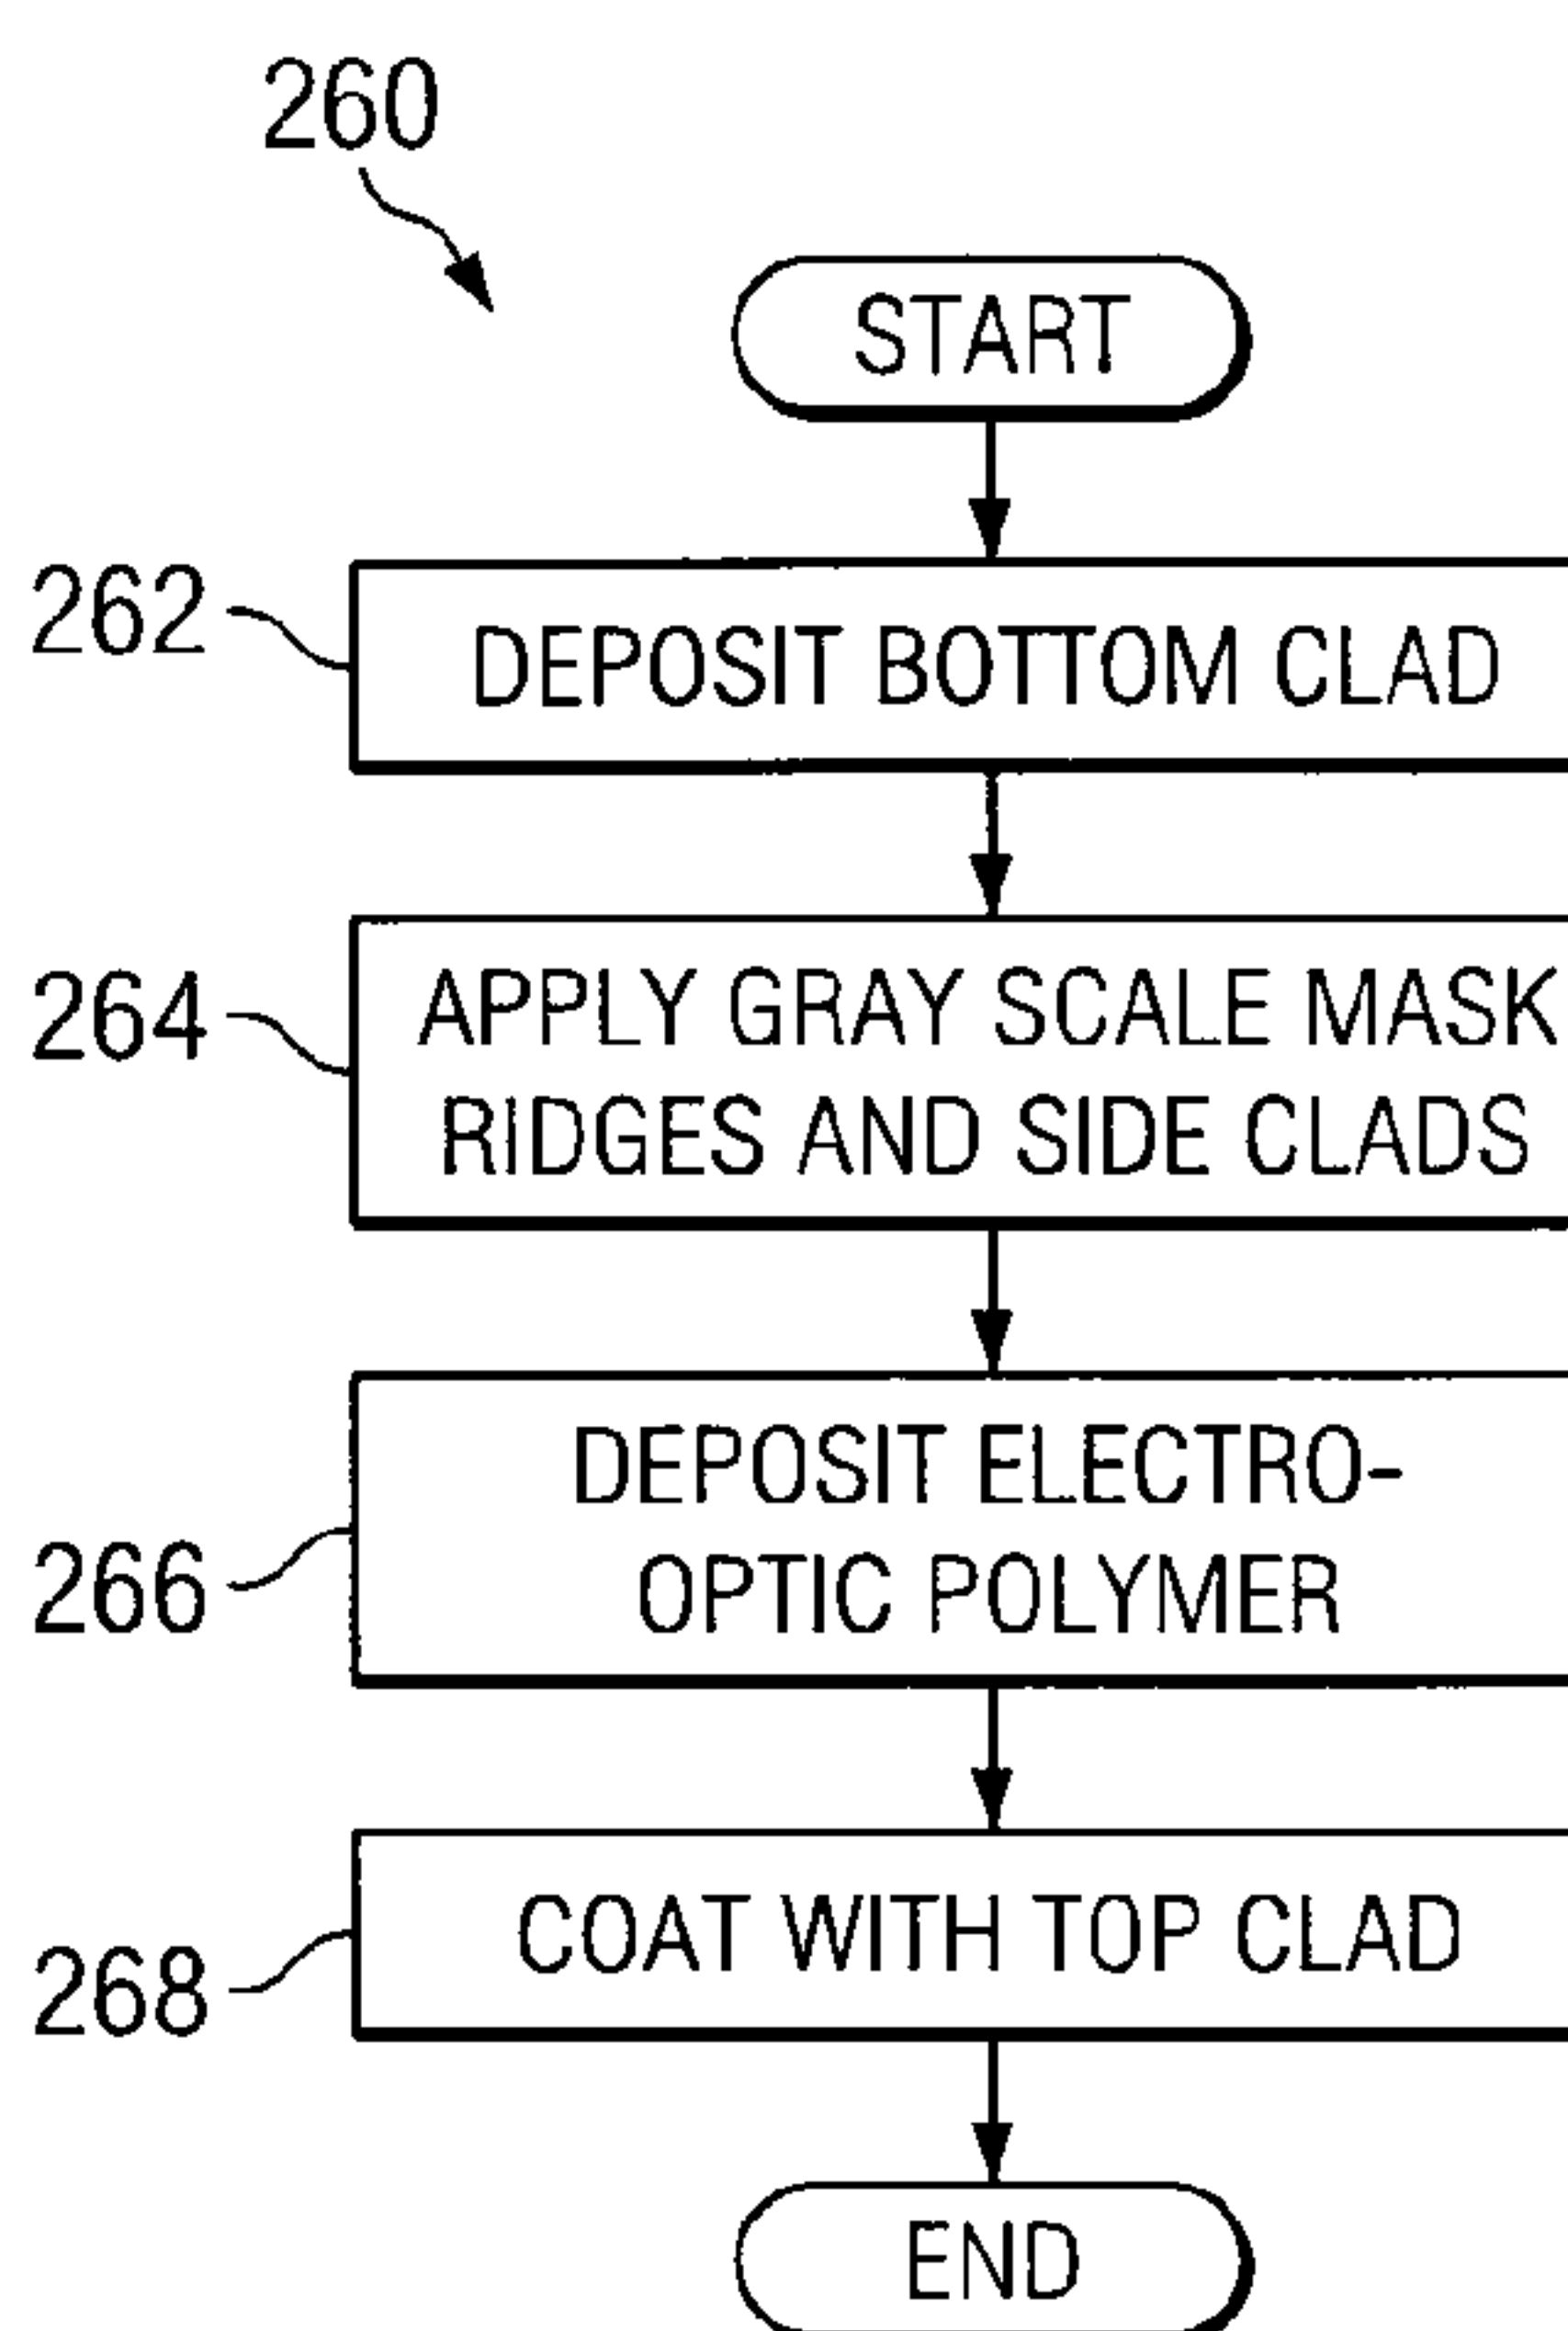 260
START
262
DEPOSIT BOTTOM CLAD
264
APPLY GRAY SCALE MASK
RIDGES AND SIDE CLADS
266
DEPOSIT ELECTRO-
OPTIC POLYMER
268
COAT WITH TOP CLAD
END